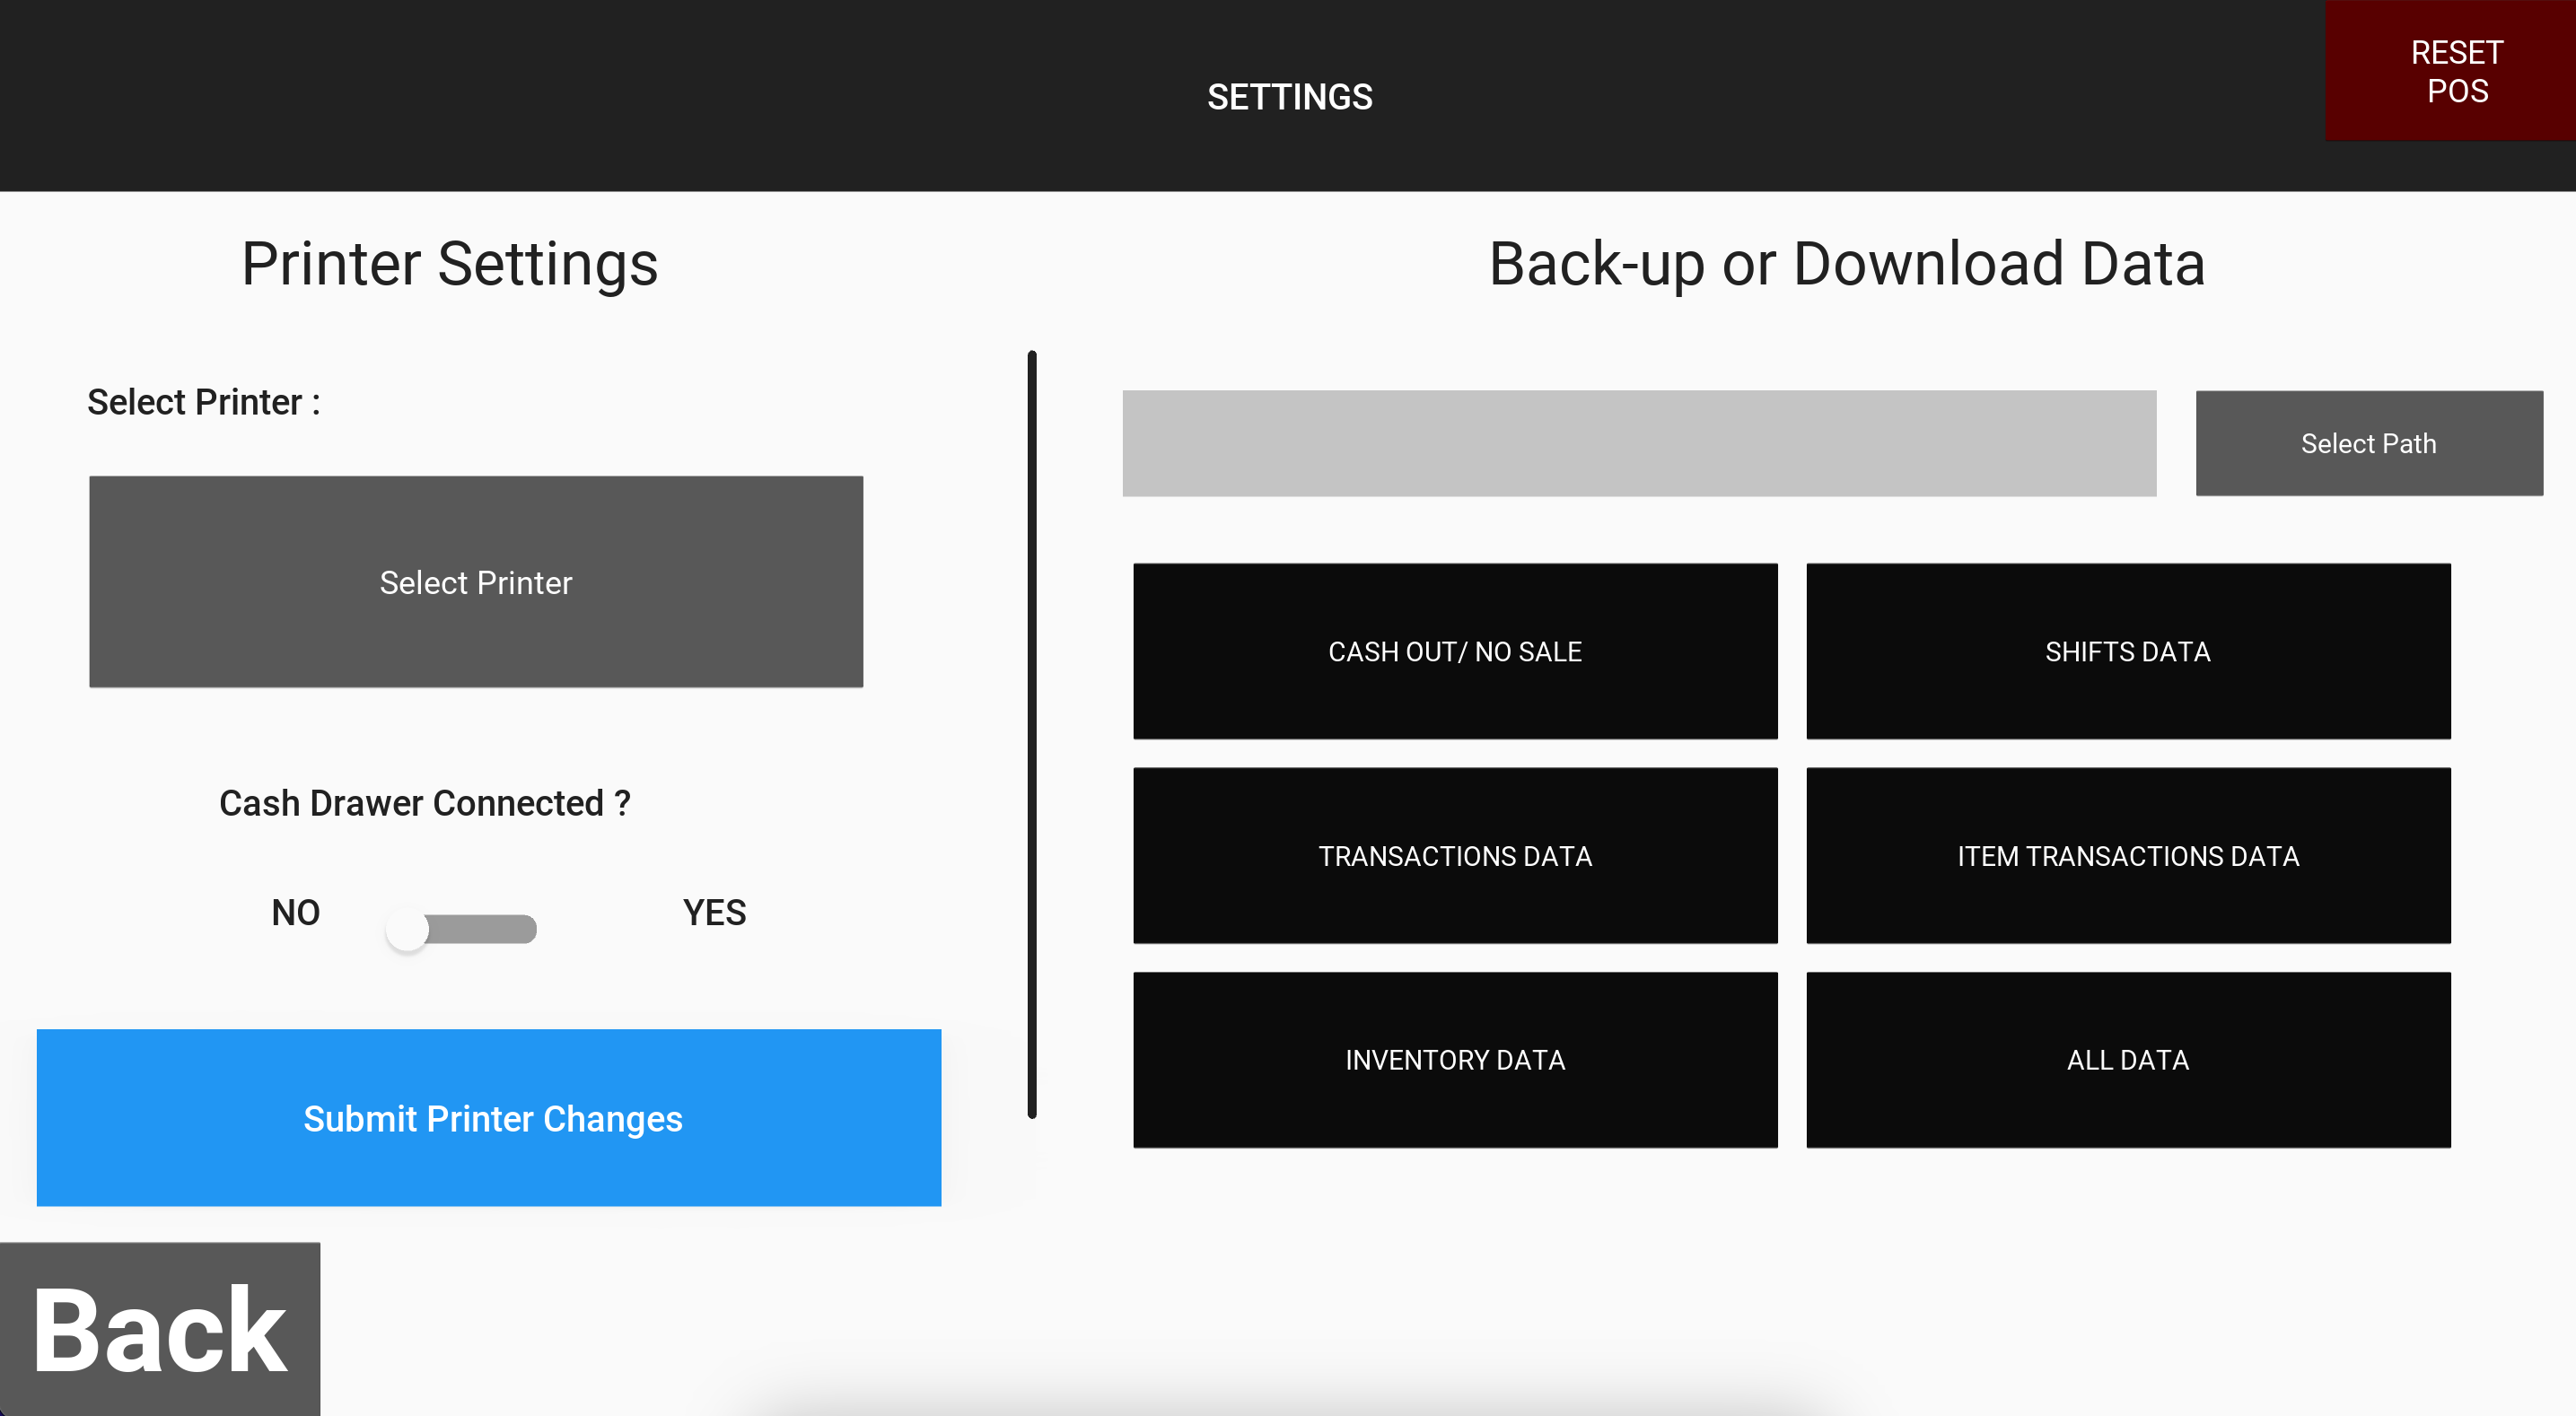 SETTINGS
RESET
POS
Printer Settings
Select Printer :
Select Printer
Cash Drawer Connected ?
NO
YES
Submit Printer Changes
Back-up or Download Data
Select Path
CASH OUT/ NO SALE
SHIFTS DATA
TRANSACTIONS DATA
ITEM TRANSACTIONS DATA
INVENTORY DATA
ALL DATA
Back